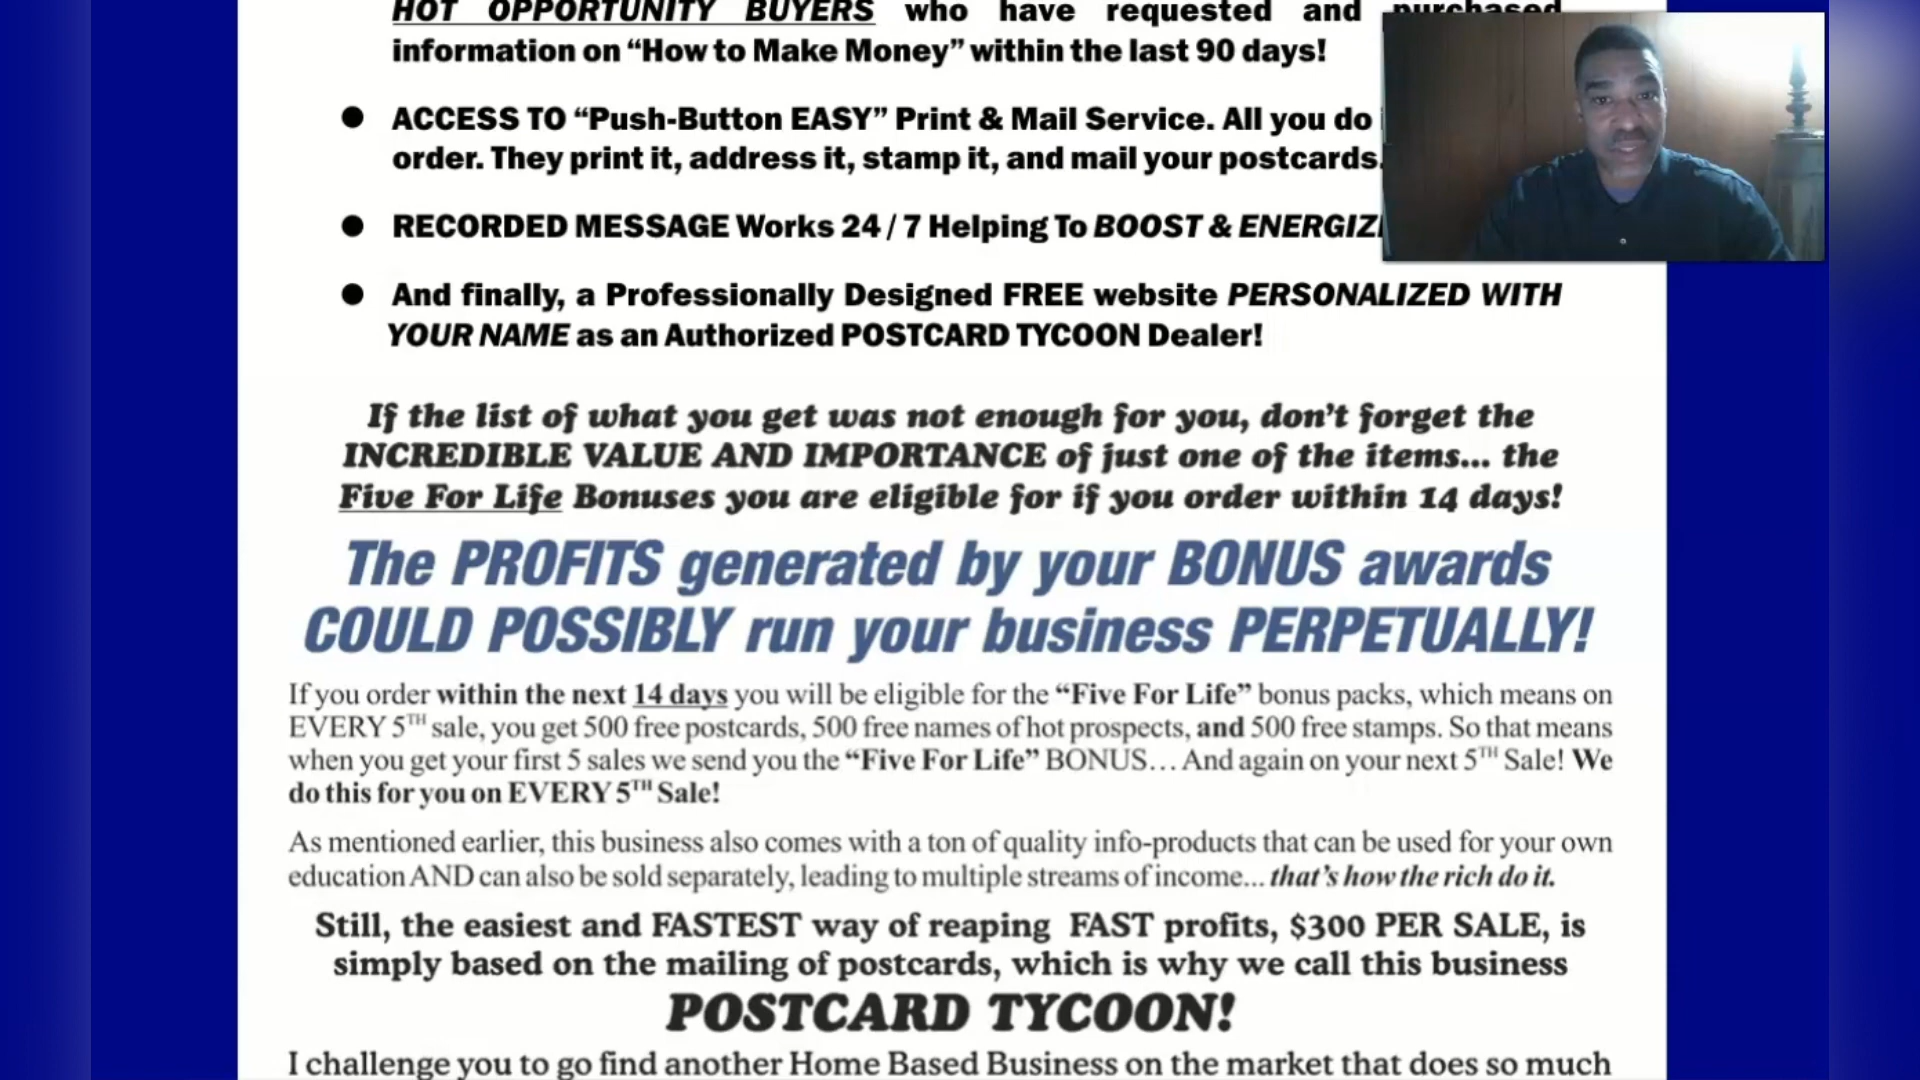 HOT OPPORTUNITY BUYERS who have requested and purchased
information on “How to Make Money” within the last 90 days!
● ACCESS TO “Push-Button EASY” Print & Mail Service. All you do
order. They print it, address it, stamp it, and mail your postcards.
● RECORDED MESSAGE Works 24 / 7 Helping To BOOST & ENERGIZ
● And finally, a Professionally Designed FREE website PERSONALIZED WITH
YOUR NAME as an Authorized POSTCARD TYCOON Dealer!
If the list of what you get was not enough for you, don’t forget the
INCREDIBLE VALUE AND IMPORTANCE of just one of the items... the
Five For Life Bonuses you are eligible for if you order within 14 days!
The PROFITS generated by your BONUS awards
COULD POSSIBLY run your business PERPETUALLY!
If you order within the next 14 days you will be eligible for the “Five For Life” bonus packs, which means on
EVERY 5TH sale, you get 500 free postcards, 500 free names of hot prospects, and 500 free stamps. So that means
when you get your first 5 sales we send you the “Five For Life” BONUS… And again on your next 5TH Sale! We
do this for you on EVERY 5TH Sale!
As mentioned earlier, this business also comes with a ton of quality info-products that can be used for your own
education AND can also be sold separately, leading to multiple streams of income... that’s how the rich do it.
Still, the easiest and FASTEST way of reaping FAST profits, $300 PER SALE, is
simply based on the mailing of postcards, which is why we call this business
POSTCARD TYCOON!
I challenge you to go find another Home Based Business on the market that does so much